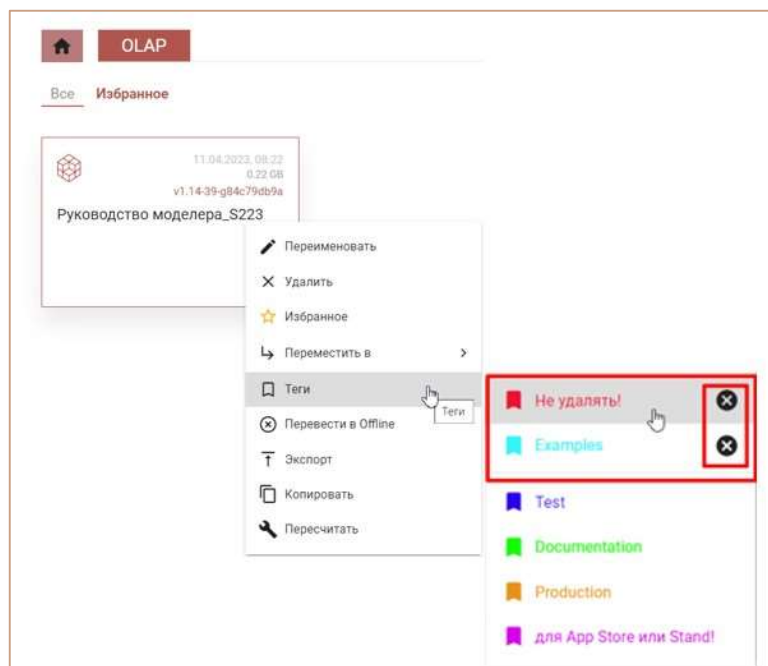 OLAP
Все Избранное
11.04.2023, 08:22
0.22 GB
v1.14-39-g84c79db9a
Руководство моделера_S223
Переименовать
Удалить
Избранное
Переместить в
Теги
Теги
Перевести в Offline
Экспорт
Копировать
Пересчитать
Не удалять!
Examples
Test
Documentation
Production
для App Store или Stand!